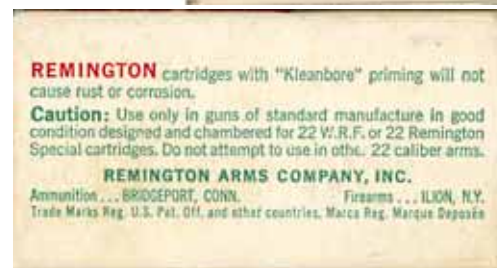 REMINGTON cartridges with "Kleanbore" priming will not
cause rust or corrosion.
Caution: Use only in guns of standard manufacture in good
condition designed and chambered for 22 W.R.F. or 22 Remington
Special cartridges. Do not attempt to use in othe. 22 caliber arms.
REMINGTON ARMS COMPANY, INC.
Ammunition . . . BRIDGEPORT, CONN. Firearms . . . ILION, N.Y.
Trade Marks Reg. U.S. Pat. Off. and other countries. Marca Reg. Marque Deposée